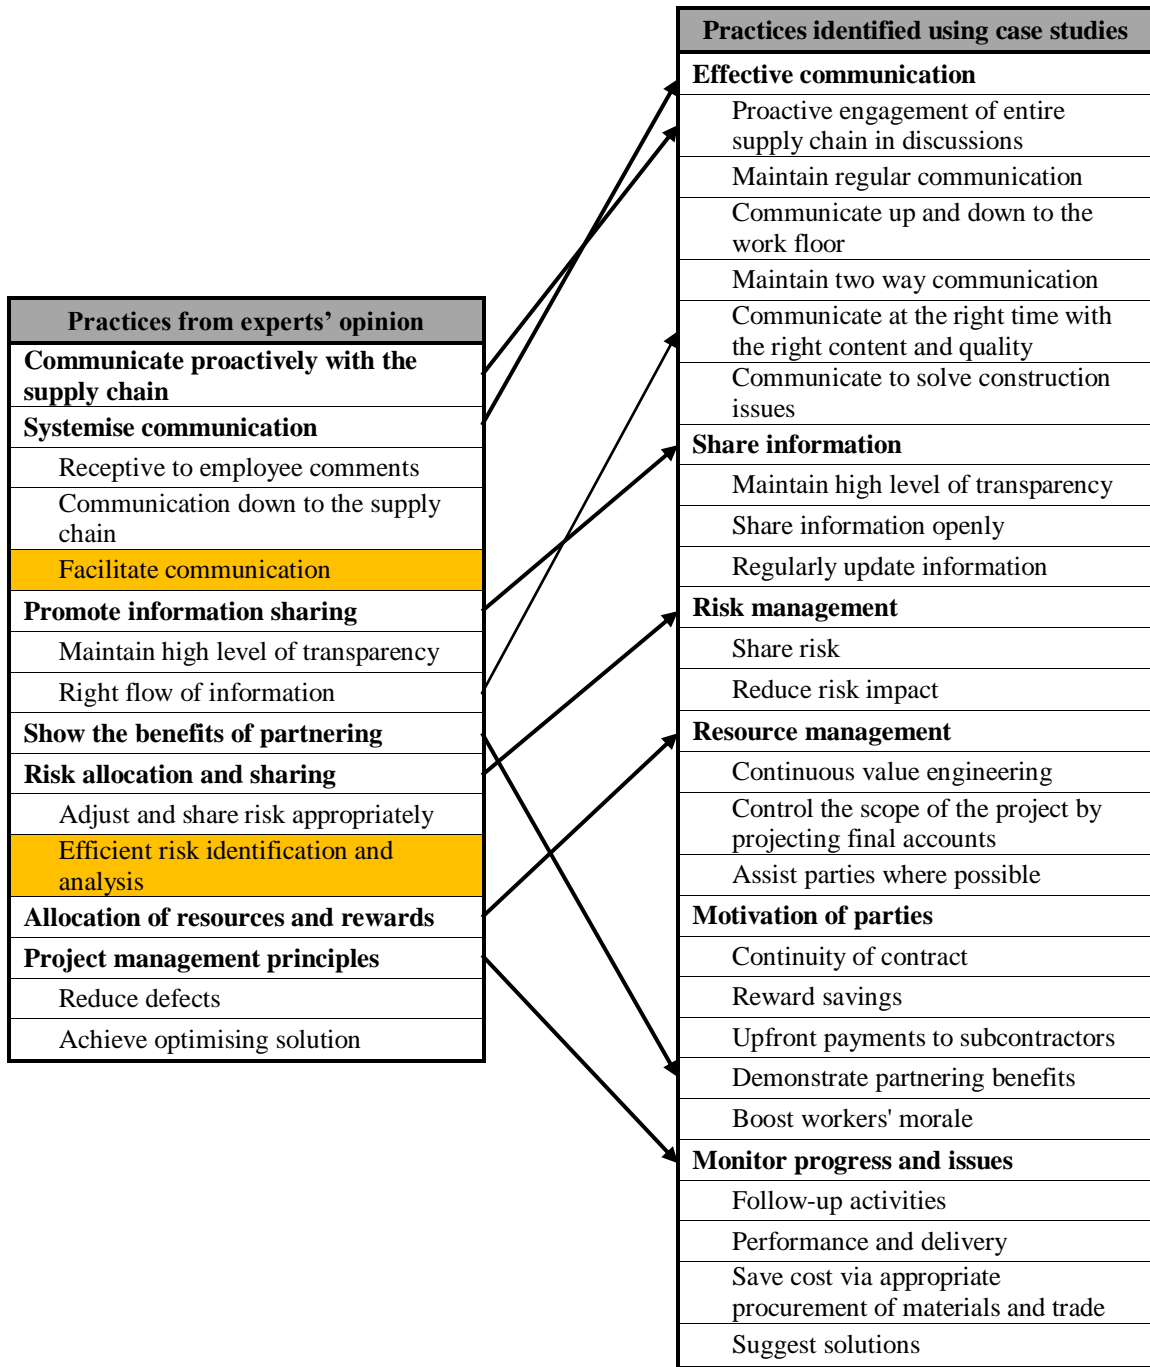 Practices from experts’ opinion
Communicate proactively with the
supply chain
Systemise communication
Receptive to employee comments
Communication down to the supply
chain
Facilitate communication
Promote information sharing
Maintain high level of transparency
Right flow of information
Show the benefits of partnering
Risk allocation and sharing
Adjust and share risk appropriately
Efficient risk identification and
analysis
Allocation of resources and rewards
Project management principles
Reduce defects
Achieve optimising solution
Practices identified using case studies
Effective communication
Proactive engagement of entire
supply chain in discussions
Maintain regular communication
Communicate up and down to the
work floor
Maintain two way communication
Communicate at the right time with
the right content and quality
Communicate to solve construction
issues
Share information
Maintain high level of transparency
Share information openly
Regularly update information
Risk management
Share risk
Reduce risk impact
Resource management
Continuous value engineering
Control the scope of the project by
projecting final accounts
Assist parties where possible
Motivation of parties
Continuity of contract
Reward savings
Upfront payments to subcontractors
Demonstrate partnering benefits
Boost workers' morale
Monitor progress and issues
Follow-up activities
Performance and delivery
Save cost via appropriate
procurement of materials and trade
Suggest solutions